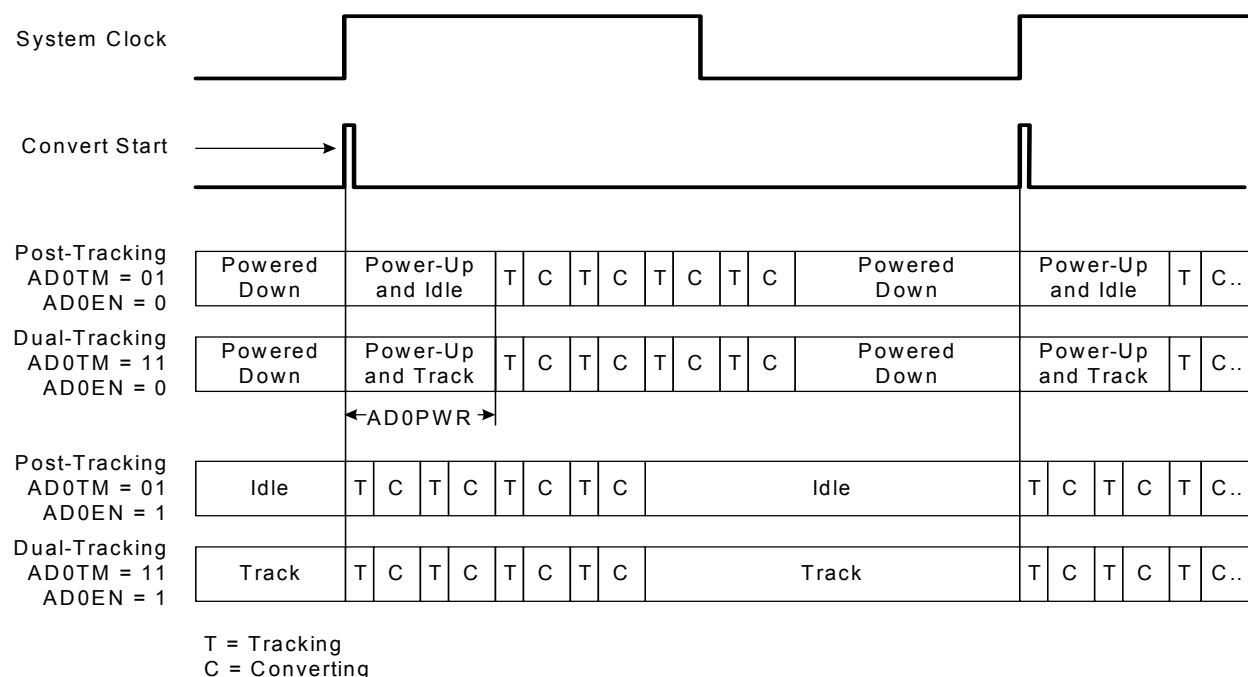 System Clock
Convert Start
Post-Tracking
AD0TM = 01
AD0EN = 0
Powered
Down
Power-Up
and Idle
T C T C T C T C
Powered
Down
Power-Up
and Idle
T C..
Dual-Tracking
AD0TM = 11
AD0EN = 0
Powered
Down
Power-Up
and Track
T C T C T C T C
Powered
Down
Power-Up
and Track
T C..
AD0PWR
Post-Tracking
AD0TM = 01
AD0EN = 1
Idle T C T C T C T C Idle T C T C T C..
Dual-Tracking
AD0TM = 11
AD0EN = 1
Track T C T C T C T C Track T C T C T C..
T = Tracking
C = Converting